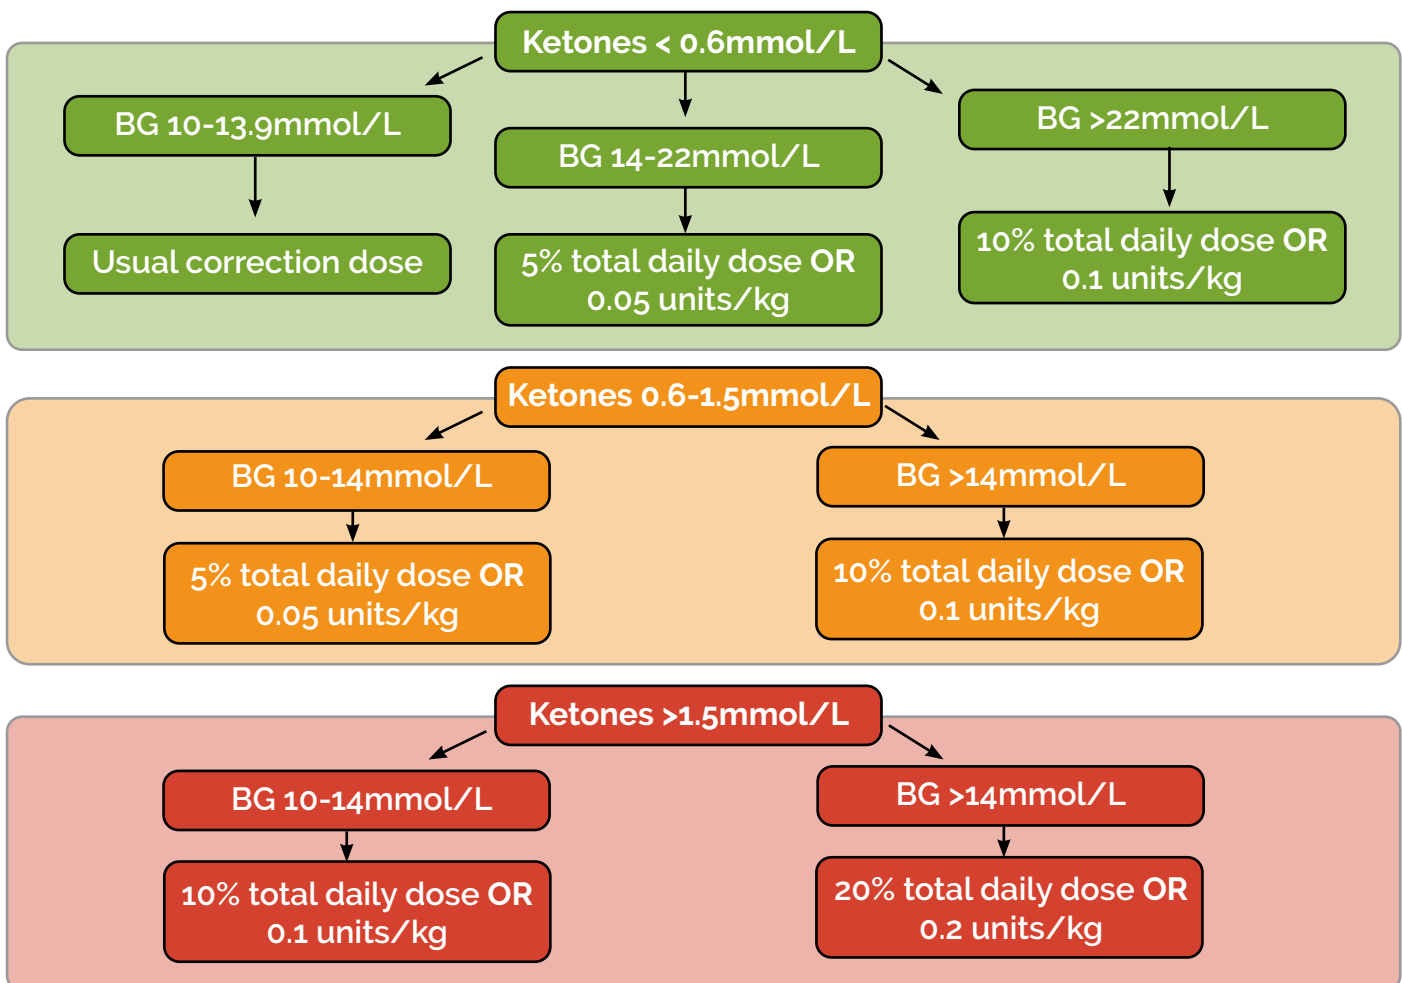 Ketones < 0.6mmol/L
BG 10-13.9mmol/L
Usual correction dose
BG 14-22mmol/L
5% total daily dose OR
0.05 units/kg
BG >22mmol/L
10% total daily dose OR
0.1 units/kg
Ketones 0.6-1.5mmol/L
BG 10-14mmol/L
5% total daily dose OR
0.05 units/kg
BG >14mmol/L
10% total daily dose OR
0.1 units/kg
Ketones >1.5mmol/L
BG 10-14mmol/L
10% total daily dose OR
0.1 units/kg
BG >14mmol/L
20% total daily dose OR
0.2 units/kg